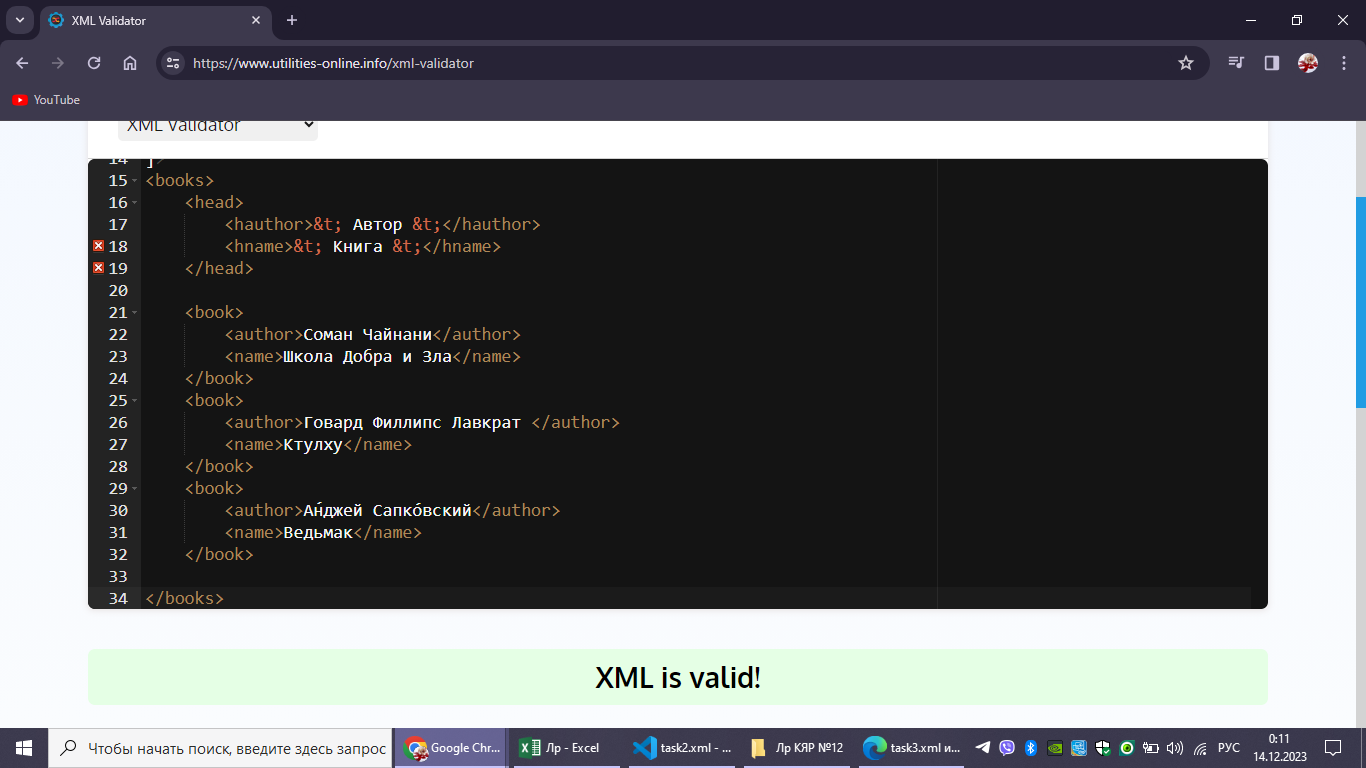 XML Validator
https://www.utilities-online.info/xml-validator
YouTube
XML Validator
14 ]>
15 <books>
16 <head>
17 <hauthor>&t; Автор &t;</hauthor>
18 <hname>&t; Книга &t;</hname>
19 </head>
20
21 <book>
22 <author>Соман Чайнани</author>
23 <name>Школа Добра и Зла</name>
24 </book>
25 <book>
26 <author>Говард Филлипс Лавкрат </author>
27 <name>Ктулху</name>
28 </book>
29 <book>
30 <author>Ан́джей Сапко́вский</author>
31 <name>Ведьмак</name>
32 </book>
33
34 </books>
XML is valid!
Чтобы начать поиск, введите здесь запрос
Google Chr...
Лр - Excel
task2.xml - ...
Лр КЯР №12
task3.xml и...
РУС
0:11
14.12.2023